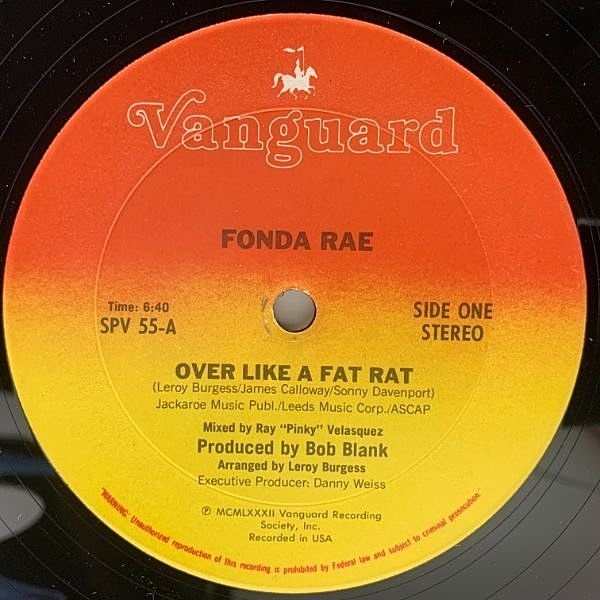 Vanguard
FONDA RAE
Time: 6:40
SPV 55-A
SIDE ONE
STEREO
OVER LIKE A FAT RAT
(Leroy Burgess/James Calloway/Sonny Davenport)
Jackaroe Music Publ./Leeds Music Corp./ASCAP
Mixed by Ray "Pinky" Velasquez
Produced by Bob Blank
Arranged by Leroy Burgess
Executive Producer: Danny Weiss
℗ MCMLXXXII Vanguard Recording
Society, Inc.
Recorded in USA
"WARNING: Unauthorized reproduction of this recording is prohibited by Federal law and subject to criminal prosecution"